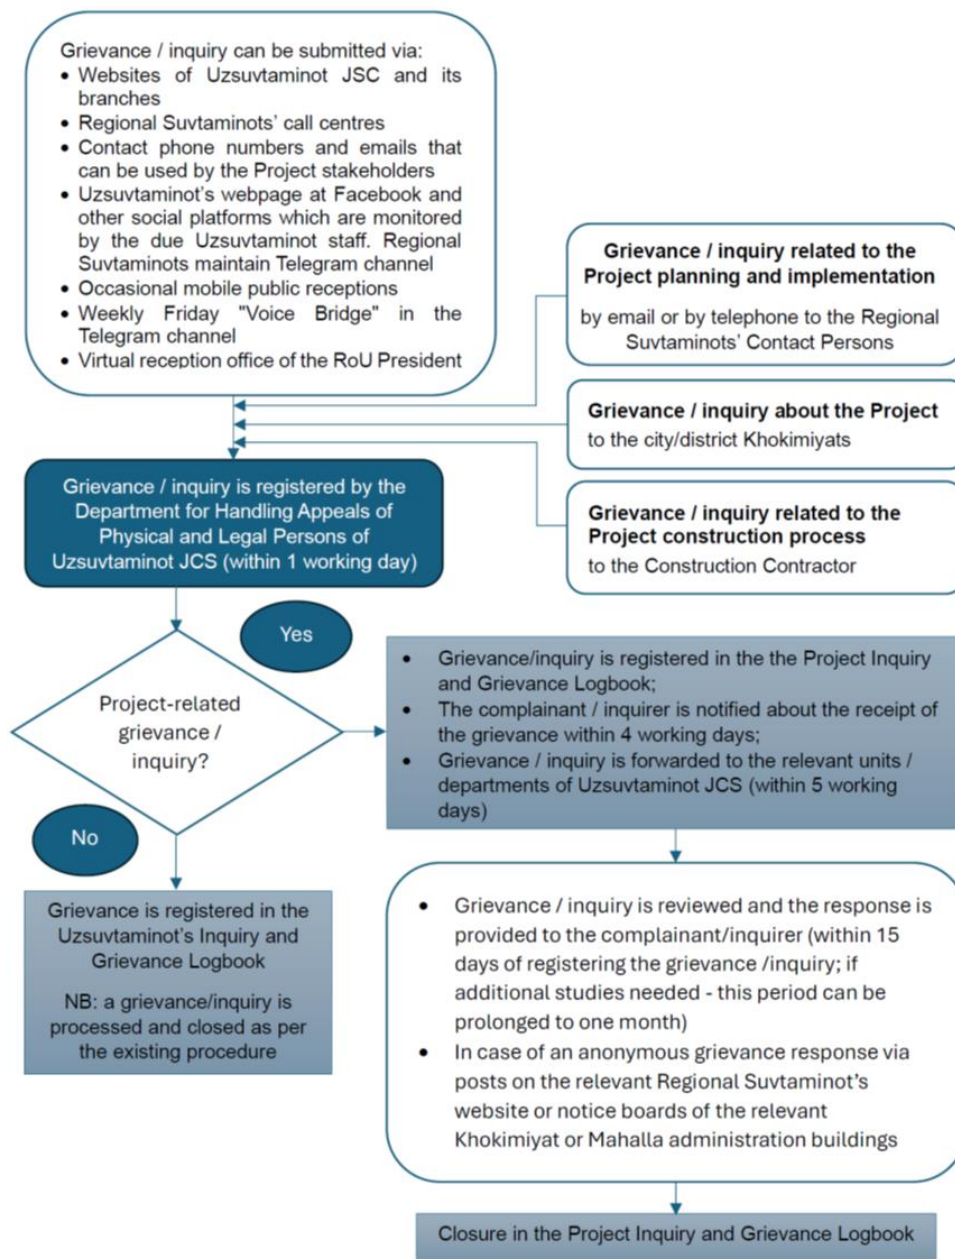 Grievance / inquiry can be submitted via:
• Websites of Uzsuvtaminot JSC and its
branches
• Regional Suvtaminots' call centres
• Contact phone numbers and emails that
can be used by the Project stakeholders
• Uzsuvtaminot's webpage at Facebook and
other social platforms which are monitored
by the due Uzsuvtaminot staff. Regional
Suvtaminots maintain Telegram channel
• Occasional mobile public receptions
• Weekly Friday "Voice Bridge" in the
Telegram channel
• Virtual reception office of the RoU President
Grievance / inquiry related to the
Project planning and implementation
by email or by telephone to the Regional
Suvtaminots' Contact Persons
Grievance / inquiry about the Project
to the city/district Khokimiyats
Grievance / inquiry related to the
Project construction process
to the Construction Contractor
Grievance / inquiry is registered by the
Department for Handling Appeals of
Physical and Legal Persons of
Uzsuvtaminot JCS (within 1 working day)
Yes
Project-related
grievance /
inquiry?
No
• Grievance/inquiry is registered in the the Project Inquiry
and Grievance Logbook;
• The complainant / inquirer is notified about the receipt of
the grievance within 4 working days;
• Grievance / inquiry is forwarded to the relevant units /
departments of Uzsuvtaminot JCS (within 5 working
days)
Grievance is registered in the
Uzsuvtaminot's Inquiry and
Grievance Logbook
NB: a grievance/inquiry is
processed and closed as per
the existing procedure
• Grievance / inquiry is reviewed and the response is
provided to the complainant/inquirer (within 15
days of registering the grievance /inquiry; if
additional studies needed - this period can be
prolonged to one month)
• In case of an anonymous grievance response via
posts on the relevant Regional Suvtaminot's
website or notice boards of the relevant
Khokimiyat or Mahalla administration buildings
Closure in the Project Inquiry and Grievance Logbook